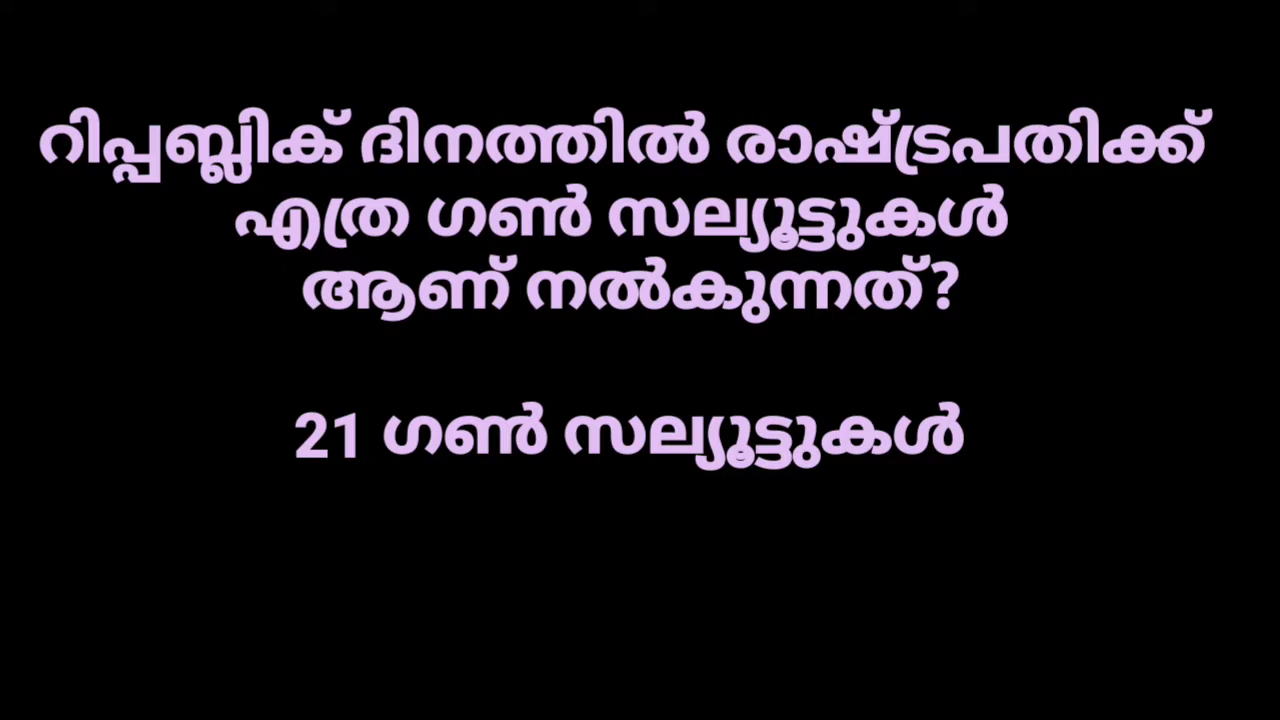 റിപ്പബ്ലിക് ദിനത്തിൽ രാഷ്ട്രപതിക്ക്
എത്ര ഗൺ സല്യൂട്ടുകൾ
ആണ് നൽകുന്നത്?
21 ഗൺ സല്യൂട്ടുകൾ